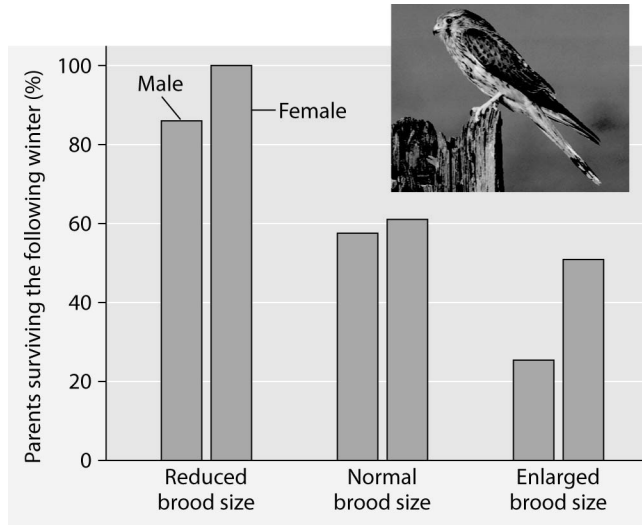 Parents surviving the following winter (%)
100
80
60
40
20
0
Male
Female
Reduced
brood size
Normal
brood size
Enlarged
brood size